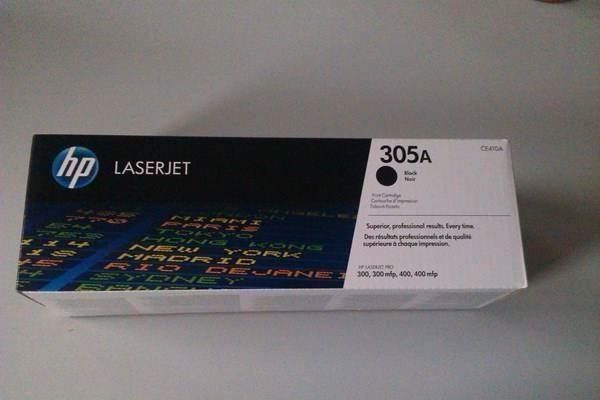 hp
LASERJET
305A
CE410A
Black
Noir
Print Cartridge
Cartouche d'impression
Superior, professional results. Every time.
Des résultats professionnels et de qualité
supérieure à chaque impression.
HP LASERJET PRO
300, 300 mfp, 400, 400 mfp
MIAMI
PARIS
HONG KONG
NEW YORK
MADRID
RIO DE JANEI
SYDNEY